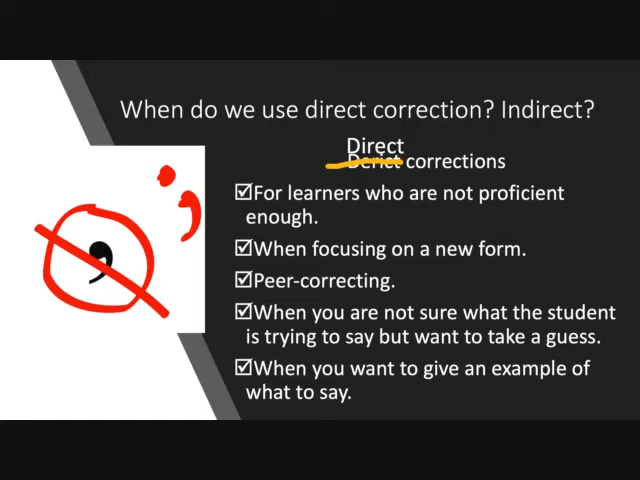 When do we use direct correction? Indirect?
Direct
Derict corrections
☑For learners who are not proficient
enough.
☑When focusing on a new form.
☑Peer-correcting.
☑When you are not sure what the student
is trying to say but want to take a guess.
☑When you want to give an example of
what to say.
,
;